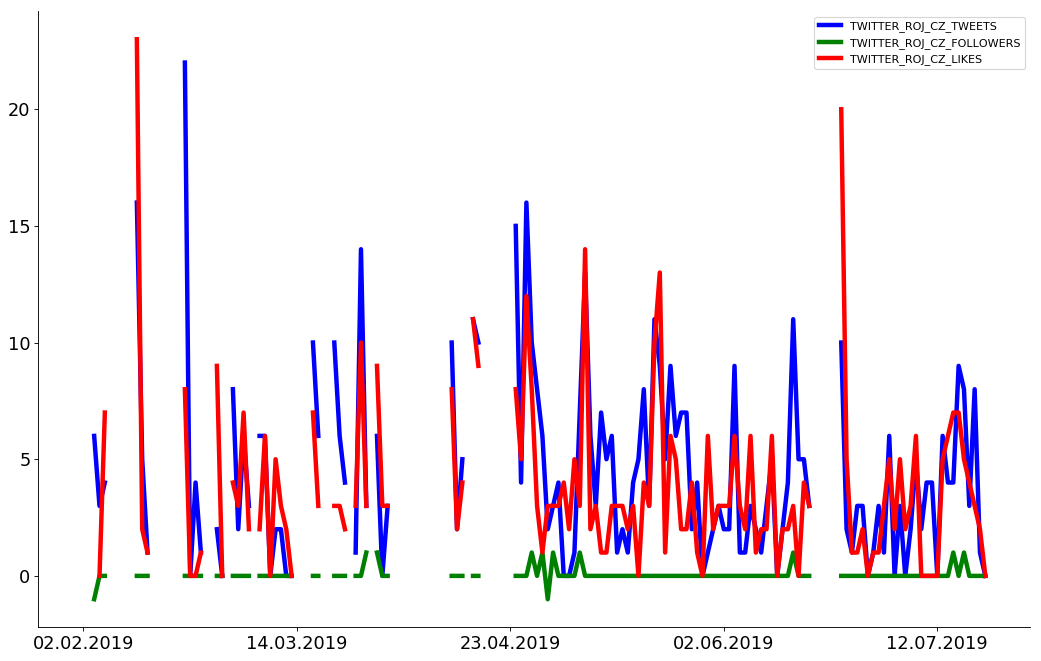 TWITTER_ROJ_CZ_TWEETS
TWITTER_ROJ_CZ_FOLLOWERS
TWITTER_ROJ_CZ_LIKES
20
15
10
5
0
02.02.2019 14.03.2019 23.04.2019 02.06.2019 12.07.2019